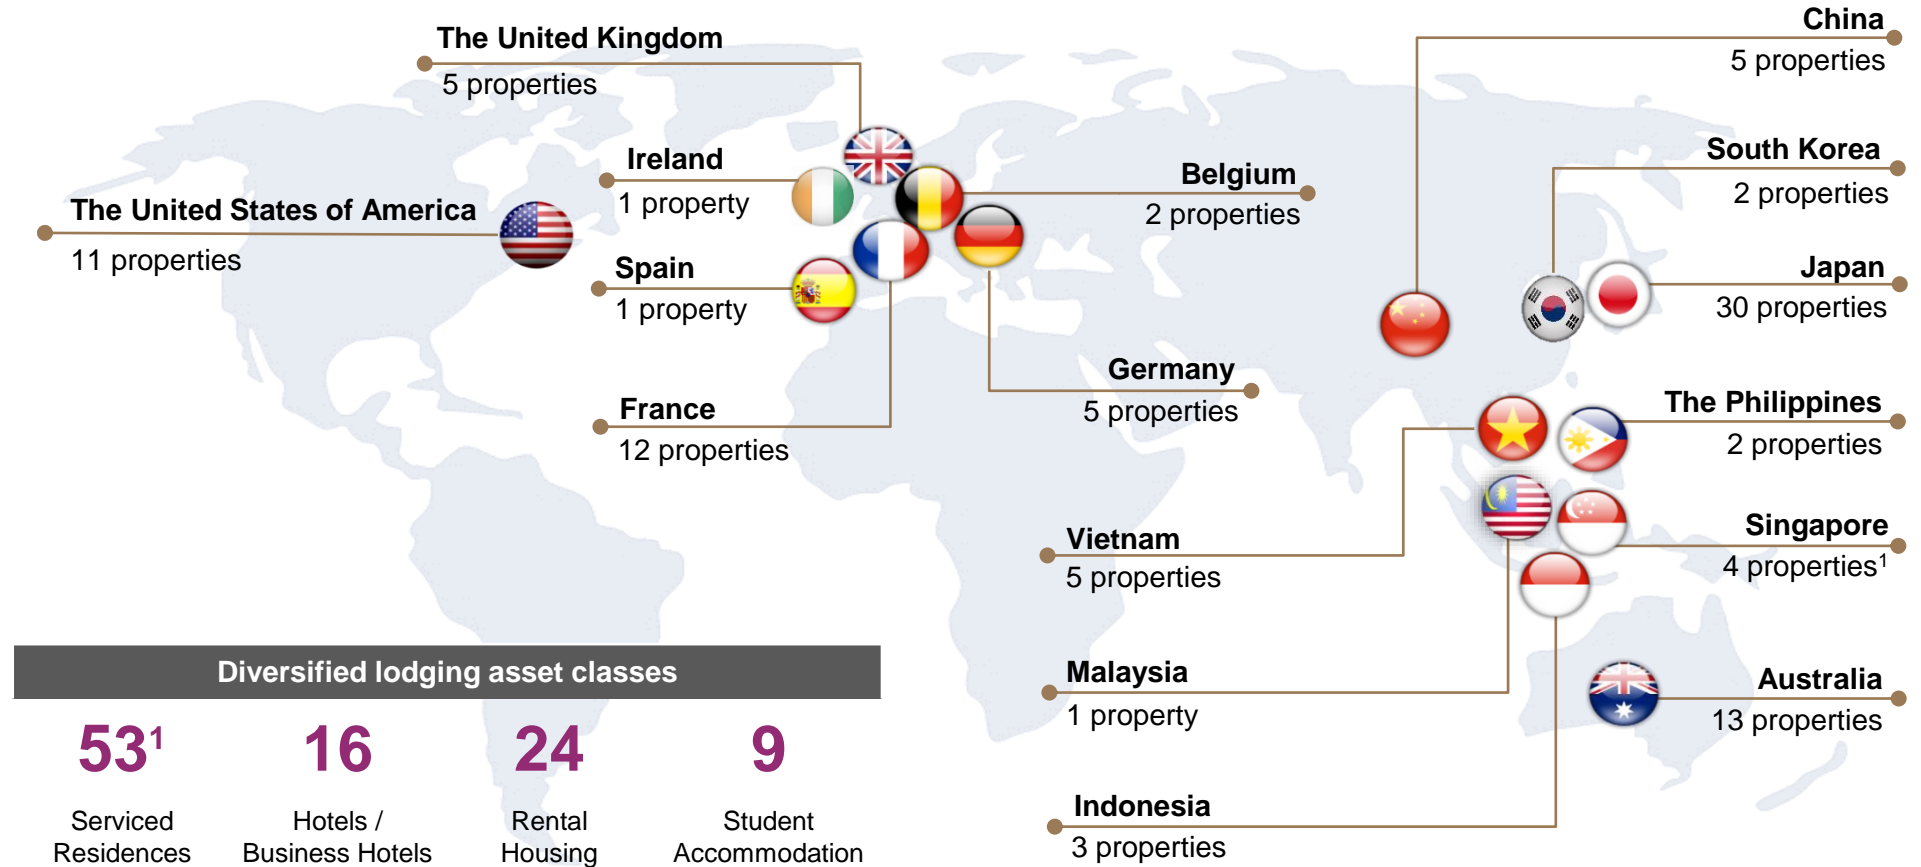 The United Kingdom
5 properties
Ireland
1 property
The United States of America
11 properties
Spain
1 property
France
12 properties
Belgium
2 properties
Germany
5 properties
China
5 properties
South Korea
2 properties
Japan
30 properties
The Philippines
2 properties
Vietnam
5 properties
Singapore
4 properties¹
Malaysia
1 property
Australia
13 properties
Indonesia
3 properties
Diversified lodging asset classes
53¹
Serviced
Residences
16
Hotels /
Business Hotels
24
Rental
Housing
9
Student
Accommodation